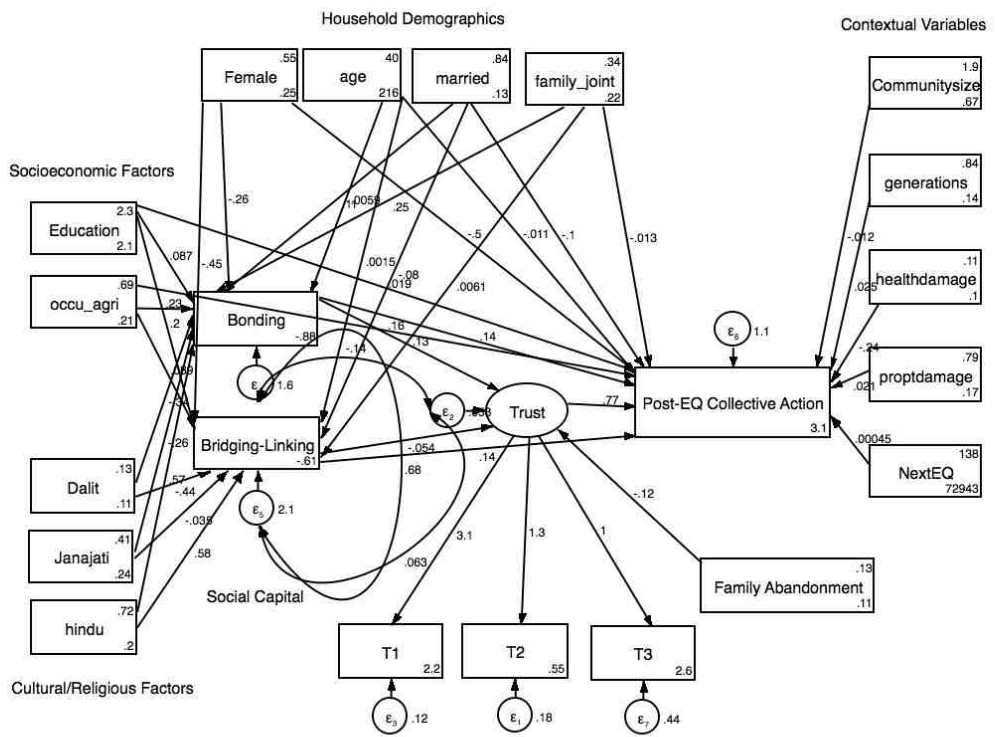 Household Demographics
Contextual Variables
Female
.55
.25
age
40
216
married
.84
.13
family_joint
.34
.22
Communitysize
1.9
.67
Socioeconomic Factors
generations
.84
.14
Education
2.3
2.1
-.26
.0059
.25
-.5
-.011
-.1
-.013
-.012
healthdamage
.11
.1
.087
-.45
.0015
-.08
.019
.0061
.025
occu_agri
.69
.21
.23
.2
Bonding
-.88
.16
.13
.14
-.14
ε₆
1.1
-.24
proptdamage
.79
.17
.021
ε
1.6
Trust
.77
Post-EQ Collective Action
3.1
ε₂
Bridging-Linking
-.61
-.054
.14
.00045
NextEQ
138
72943
-.26
.57
-.44
.68
Dalit
.13
.11
-.12
ε₅
2.1
-.039
.58
3.1
1.3
1
Janajati
.41
.24
.063
Family Abandonment
.13
.11
Social Capital
hindu
.72
.2
T1
2.2
T2
.55
T3
2.6
Cultural/Religious Factors
ε₃
.12
ε₁
.18
ε₇
.44